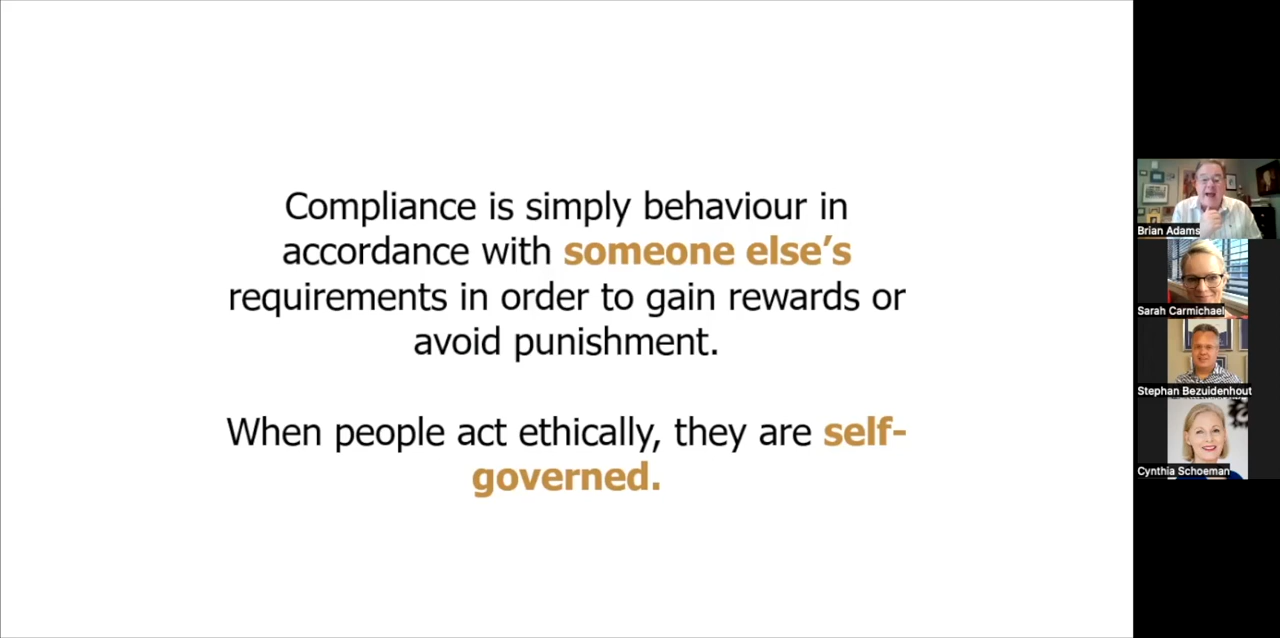 Compliance is simply behaviour in
accordance with someone else’s
requirements in order to gain rewards or
avoid punishment.
When people act ethically, they are self-
governed.
Brian Adams
Sarah Carmichael
Stephan Bezuidenhout
Cynthia Schoeman